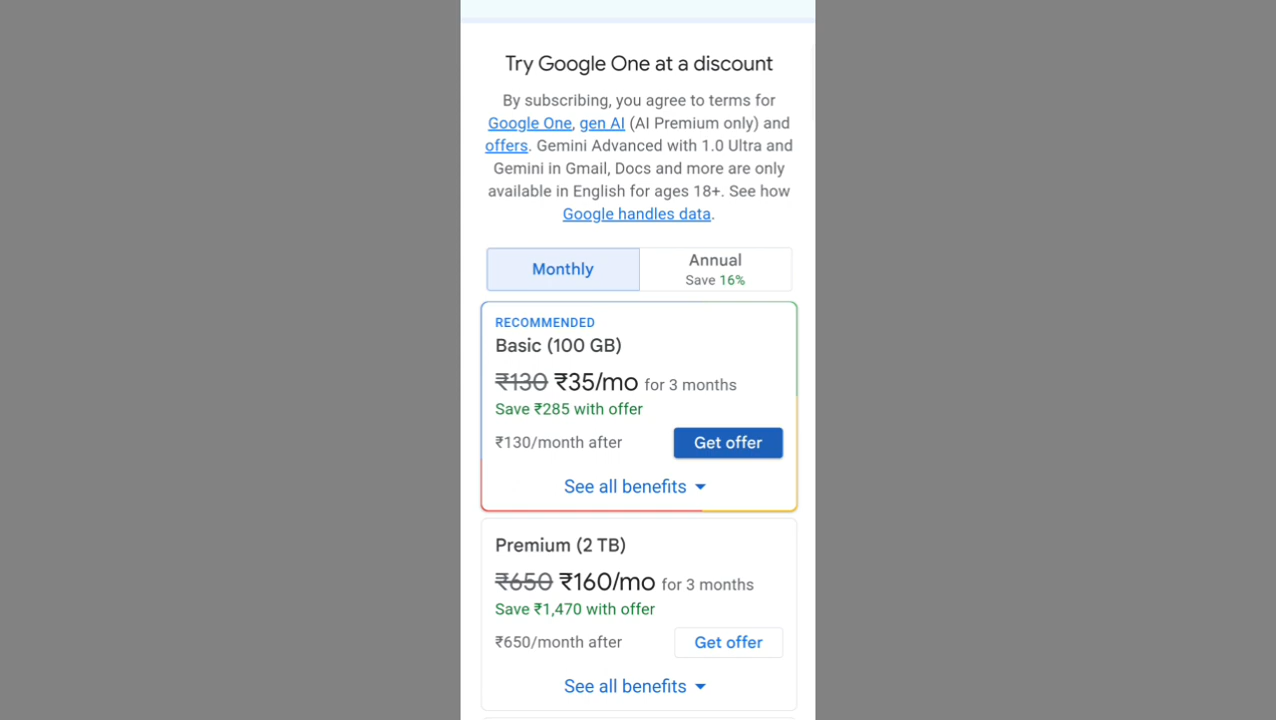 Try Google One at a discount
By subscribing, you agree to terms for
Google One, gen AI (AI Premium only) and
offers. Gemini Advanced with 1.0 Ultra and
Gemini in Gmail, Docs and more are only
available in English for ages 18+. See how
Google handles data.
Monthly
Annual
Save 16%
RECOMMENDED
Basic (100 GB)
₹130 ₹35/mo for 3 months
Save ₹285 with offer
₹130/month after
Get offer
See all benefits
Premium (2 TB)
₹650 ₹160/mo for 3 months
Save ₹1,470 with offer
₹650/month after
Get offer
See all benefits